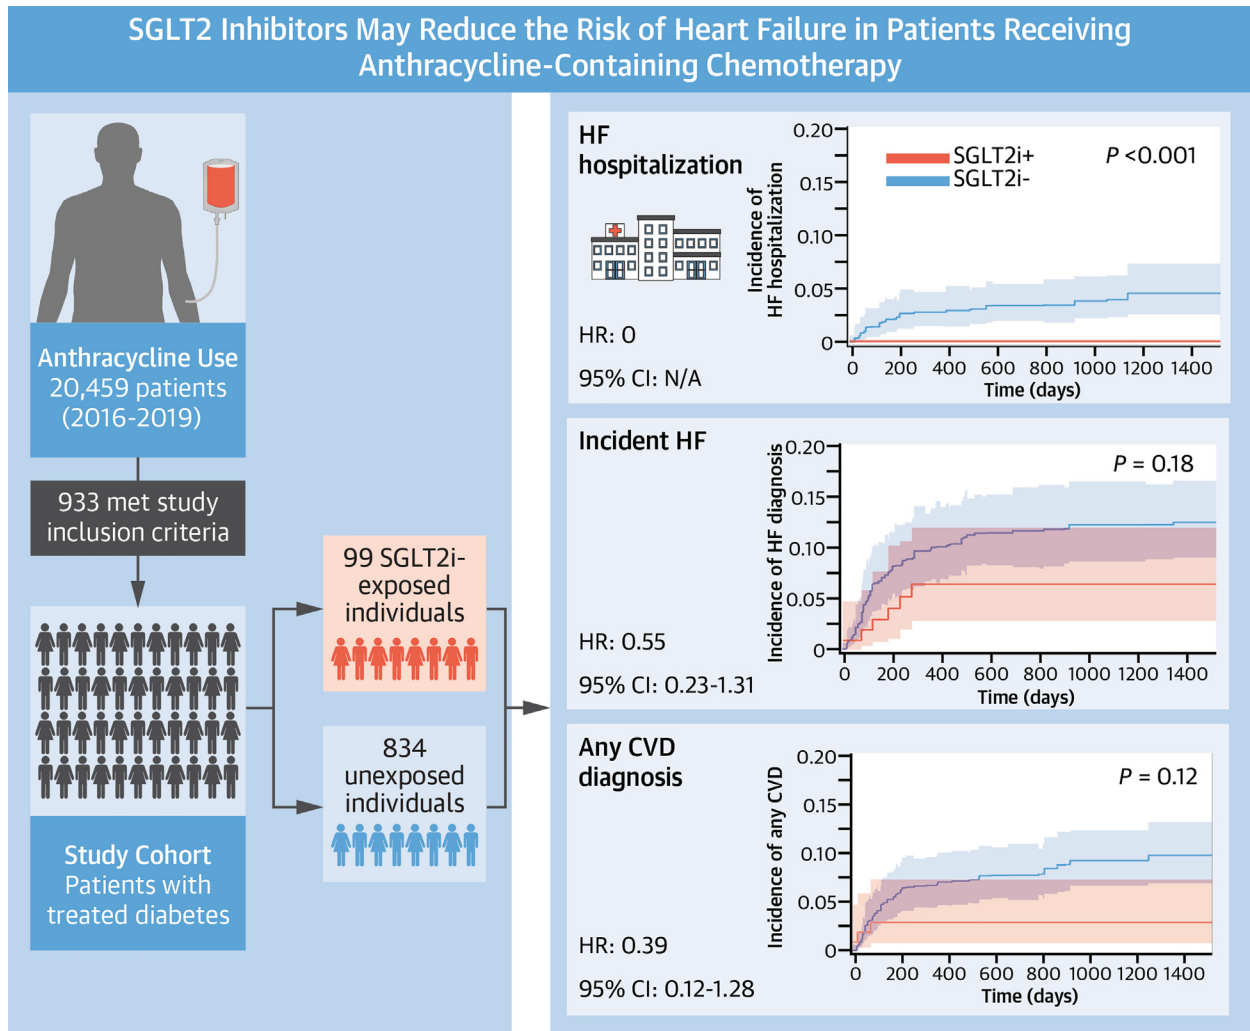 SGLT2 Inhibitors May Reduce the Risk of Heart Failure in Patients Receiving
Anthracycline-Containing Chemotherapy
Anthracycline Use
20,459 patients
(2016-2019)
933 met study
inclusion criteria
Study Cohort
Patients with
treated diabetes
99 SGLT2i-
exposed
individuals
834
unexposed
individuals
HF
hospitalization
HR: 0
95% CI: N/A
Incidence of
HF hospitalization
0.20
0.15
0.10
0.05
0
SGLT2i+
SGLT2i-
P <0.001
0 200 400 600 800 1000 1200 1400
Time (days)
Incident HF
HR: 0.55
95% CI: 0.23-1.31
Incidence of HF diagnosis
0.20
0.15
0.10
0.05
0
P = 0.18
0 200 400 600 800 1000 1200 1400
Time (days)
Any CVD
diagnosis
HR: 0.39
95% CI: 0.12-1.28
Incidence of any CVD
0.20
0.15
0.10
0.05
0
P = 0.12
0 200 400 600 800 1000 1200 1400
Time (days)